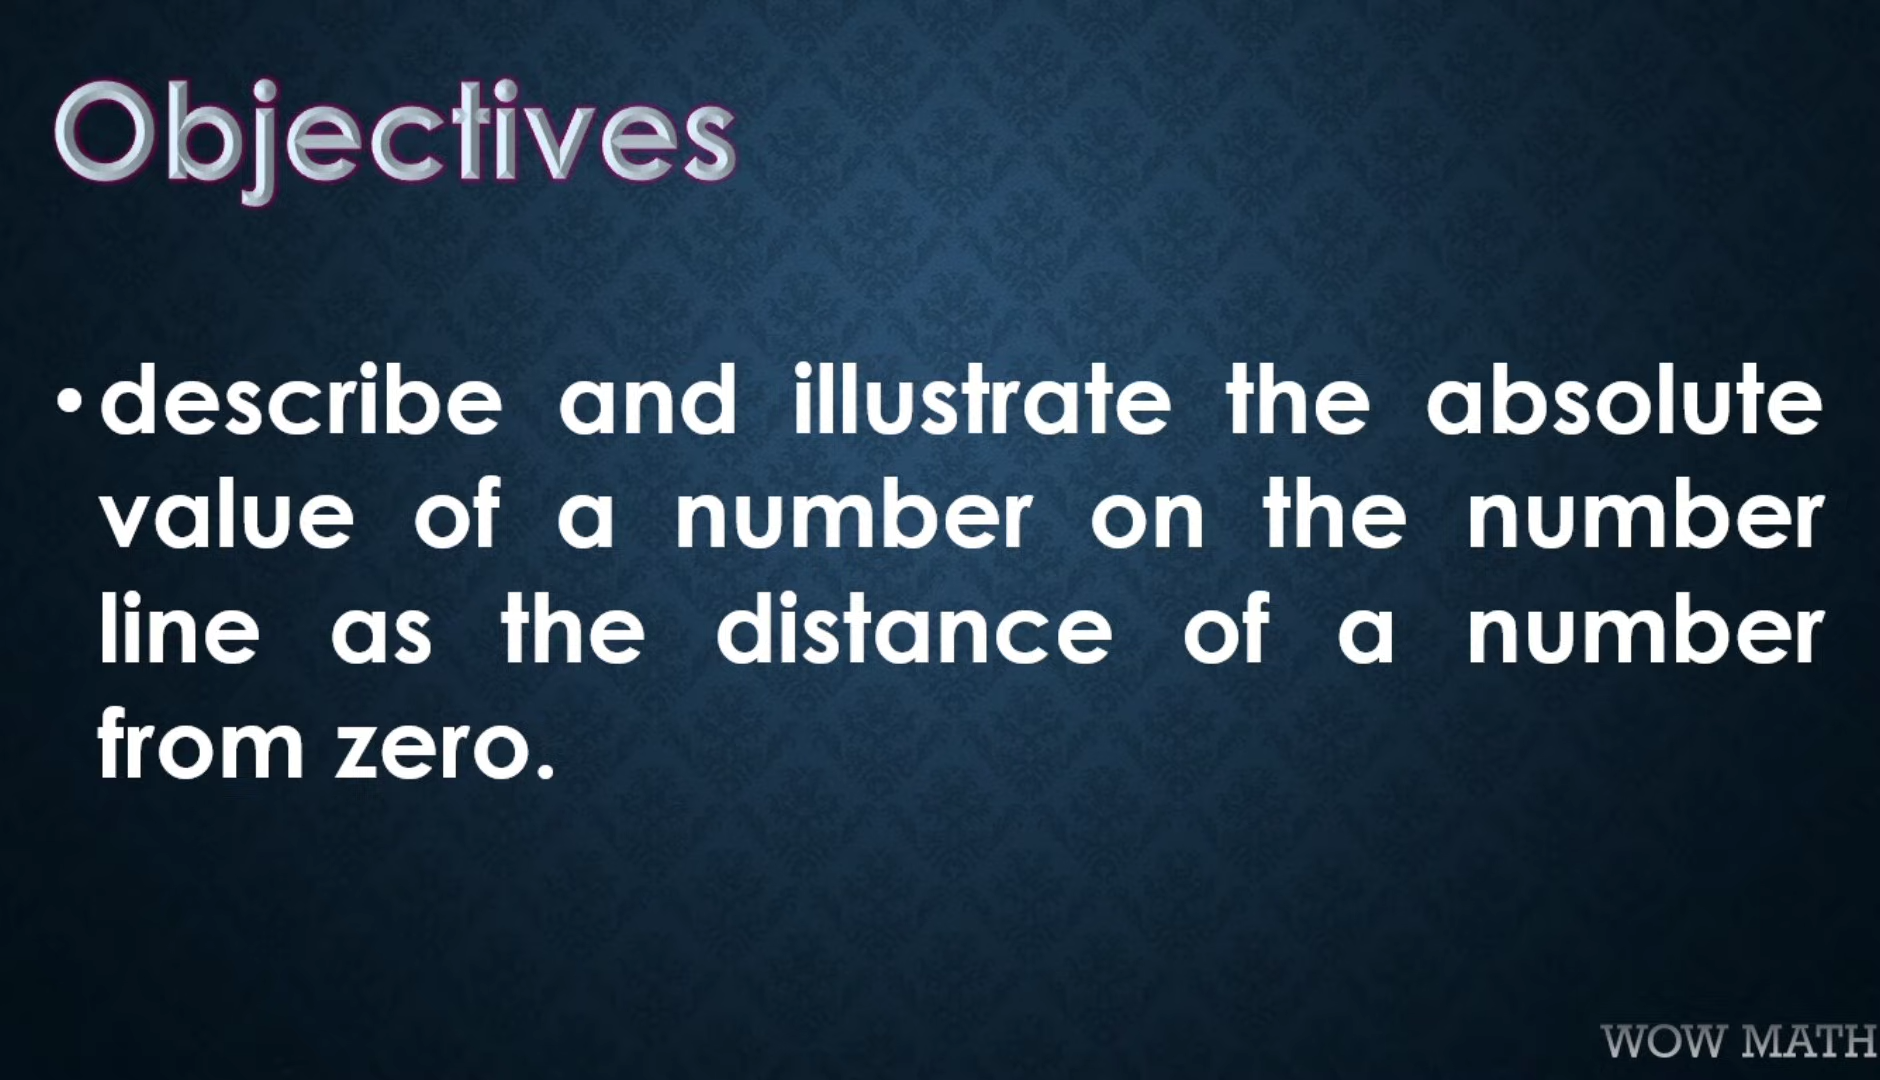 Objectives
• describe and illustrate the absolute
value of a number on the number
line as the distance of a number
from zero.
WOW MATH